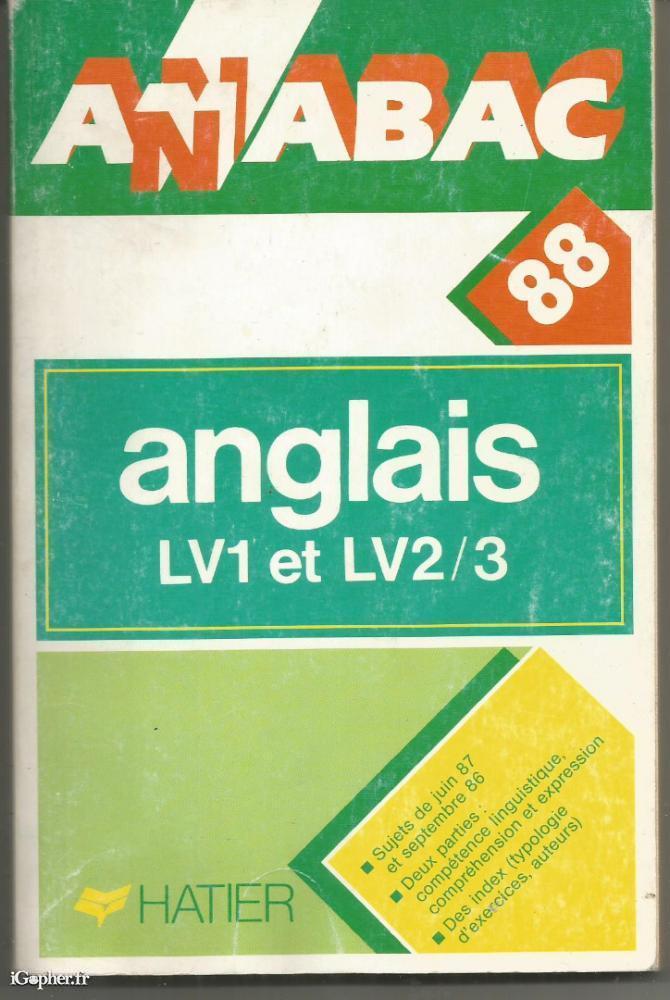 ANNABAC
88
anglais
LV1 et LV2/3
■ Sujets de juin 87
et septembre 86
■ Deux parties :
compétence linguistique,
compréhension et expression
■ Des index (typologie
d'exercices, auteurs)
HATIER
iGopher.fr